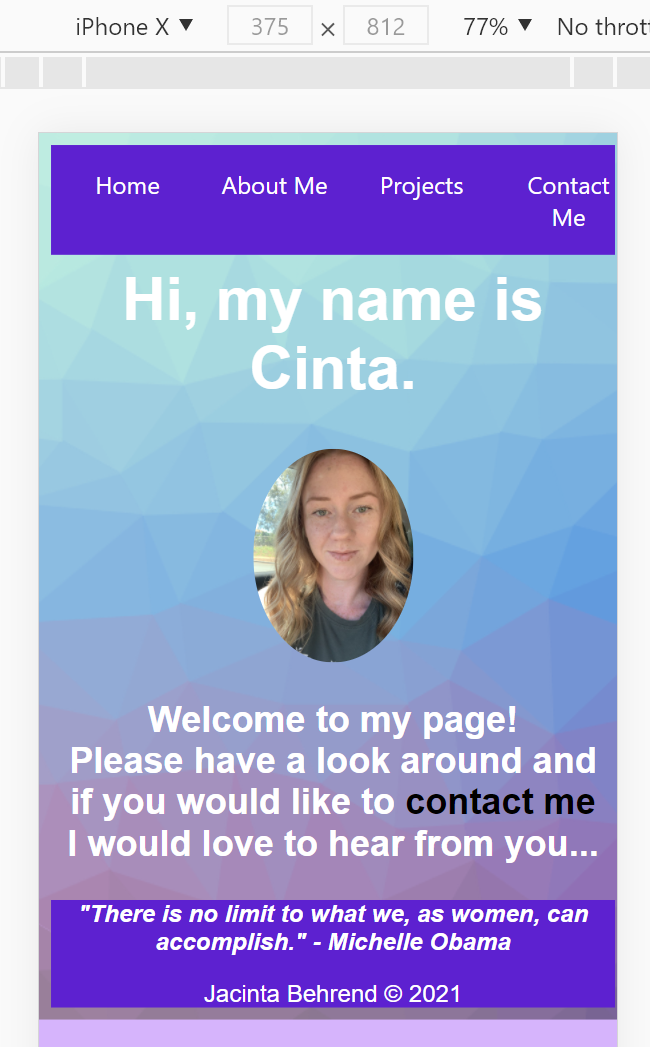 iPhone X ▼ 375 × 812 77% ▼ No thrott
Home About Me Projects Contact Me
Hi, my name is
Cinta.
Welcome to my page!
Please have a look around and
if you would like to contact me
I would love to hear from you...
"There is no limit to what we, as women, can
accomplish." - Michelle Obama
Jacinta Behrend © 2021